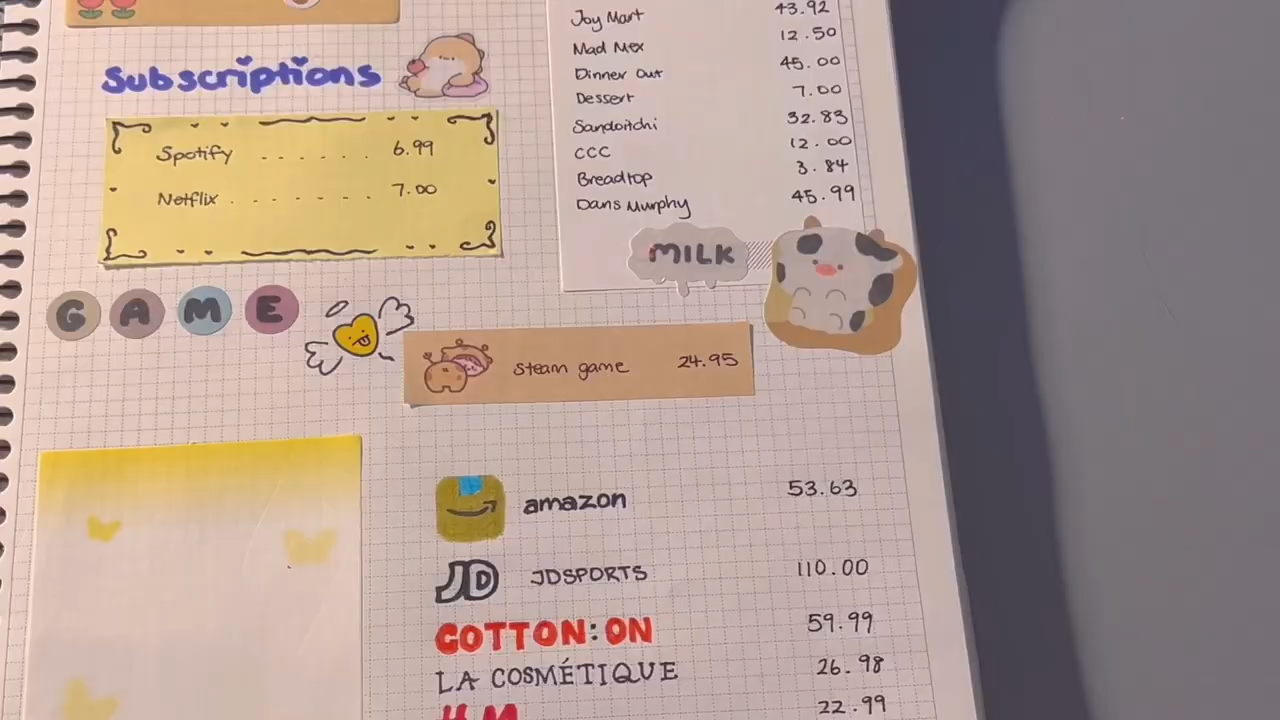 Subscriptions
Spotify . . . . . . 6.99
Netflix . . . . . . . 7.00
Joy Mart 43.92
Mad Mex 12.50
Dinner Out 45.00
Dessert 7.00
Sandoitchi 32.83
CCC 12.00
Breadtop 3.84
Dans Murphy 45.99
MILK
GAME
steam game 24.95
amazon 53.63
JD JDSPORTS 110.00
COTTON:ON 59.99
LA COSMÉTIQUE 26.98
H.M 22.99